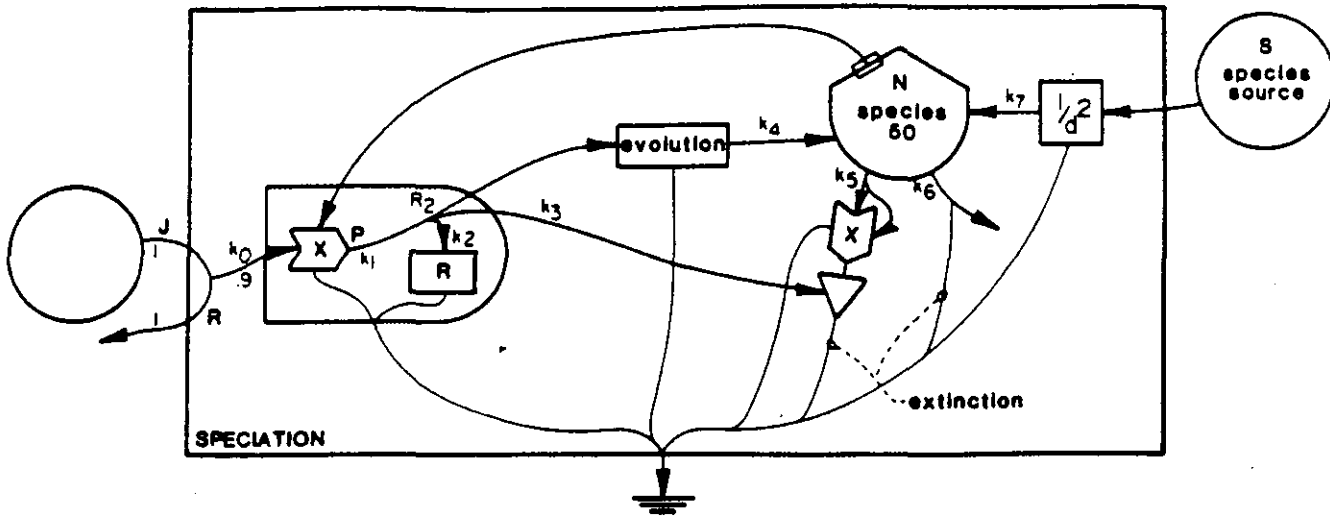 S
species
source
N
species
50
k7
1/d2
evolution
k4
k5
k6
J
1
k0
.9
X
P
k1
R2
k2
R
k3
X
1
R
extinction
SPECIATION